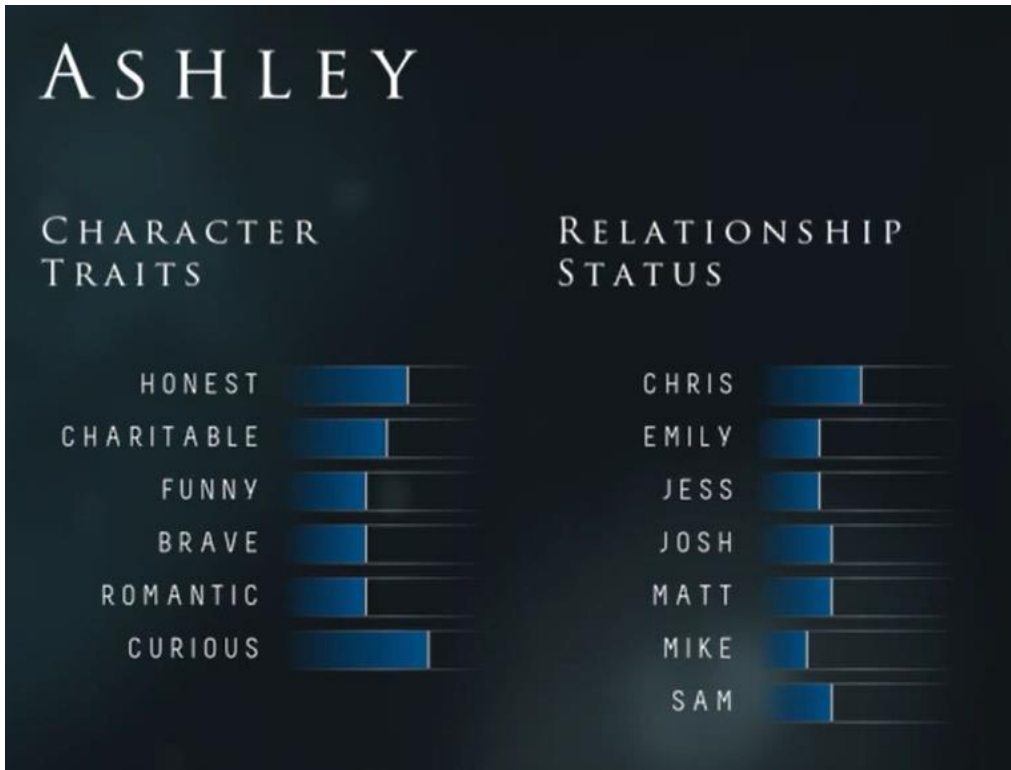 ASHLEY
CHARACTER
TRAITS
HONEST
CHARITABLE
FUNNY
BRAVE
ROMANTIC
CURIOUS
RELATIONSHIP
STATUS
CHRIS
EMILY
JESS
JOSH
MATT
MIKE
SAM